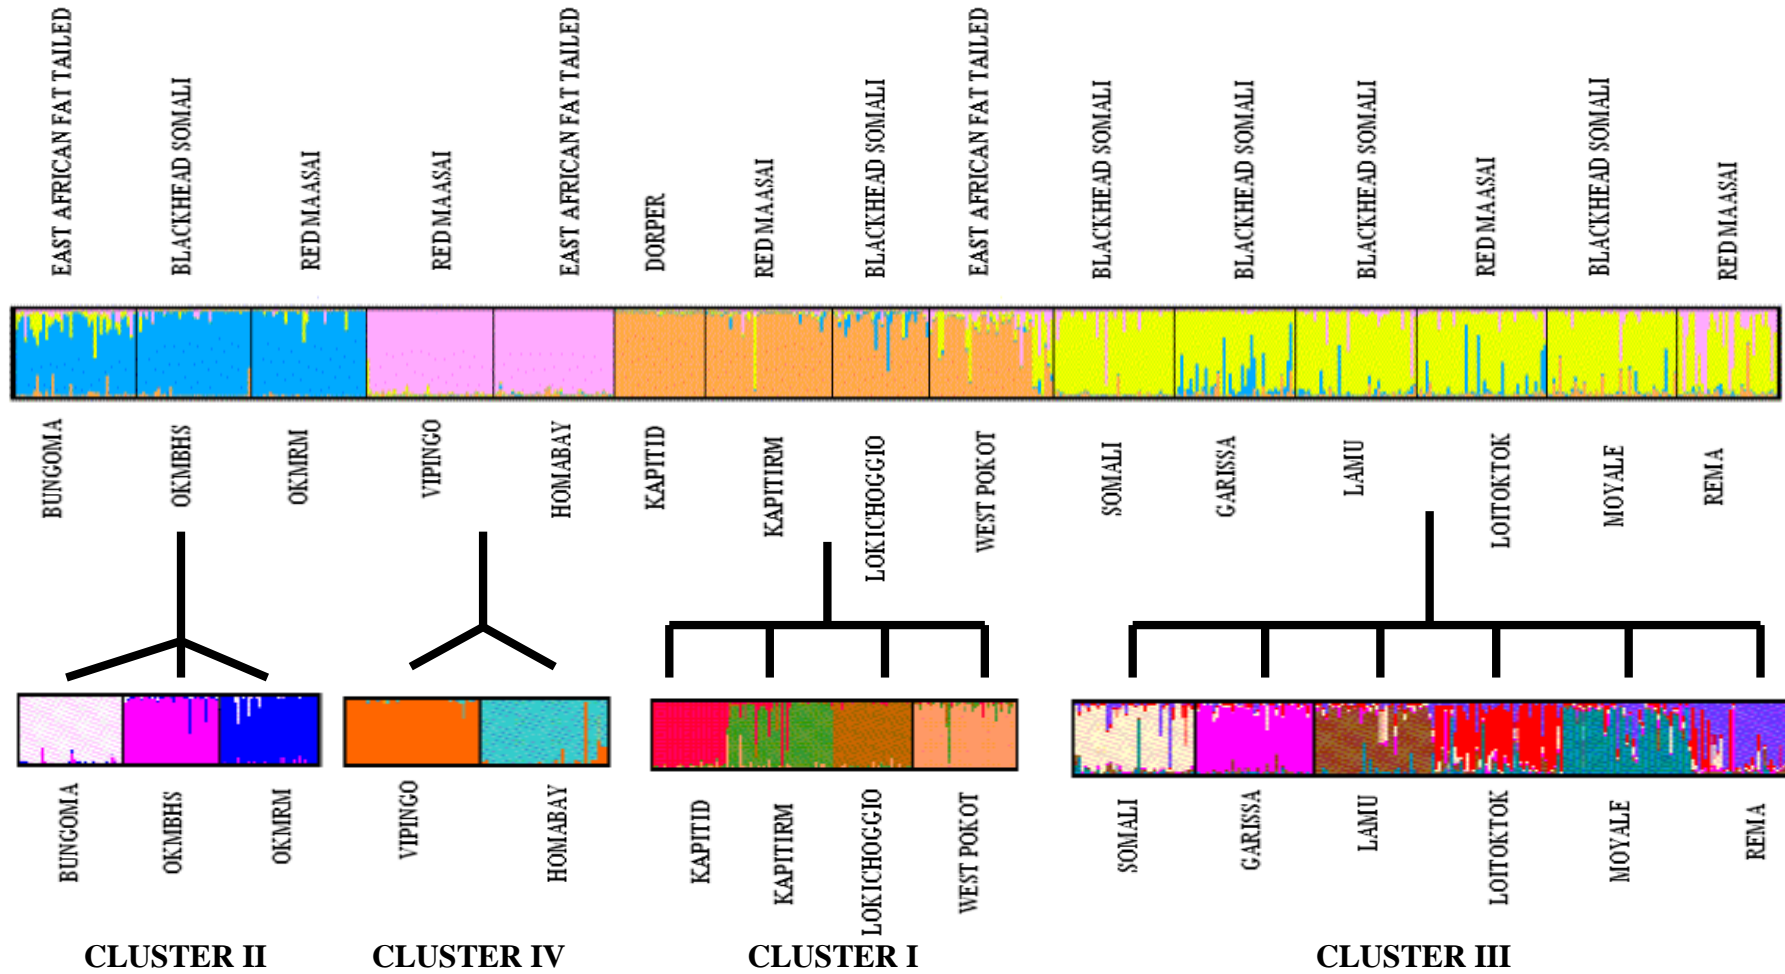 EAST AFRICAN FAT TAILED
BLACKHEAD SOMALI
RED MAASAI
RED MAASAI
EAST AFRICAN FAT TAILED
DORPER
RED MAASAI
BLACKHEAD SOMALI
EAST AFRICAN FAT TAILED
BLACKHEAD SOMALI
BLACKHEAD SOMALI
BLACKHEAD SOMALI
RED MAASAI
BLACKHEAD SOMALI
RED MAASAI
BUNGOMA
OKMBHS
OKMRM
VIPINGO
HOMABAY
KAPITID
KAPITIRM
LOKICHOGGIO
WEST POKOT
SOMALI
GARISSA
LAMU
LOITOKTOK
MOYALE
REMA
BUNGOMA
OKMBHS
OKMRM
VIPINGO
HOMABAY
KAPITID
KAPITIRM
LOKICHOGGIO
WEST POKOT
SOMALI
GARISSA
LAMU
LOITOKTOK
MOYALE
REMA
CLUSTER II
CLUSTER IV
CLUSTER I
CLUSTER III